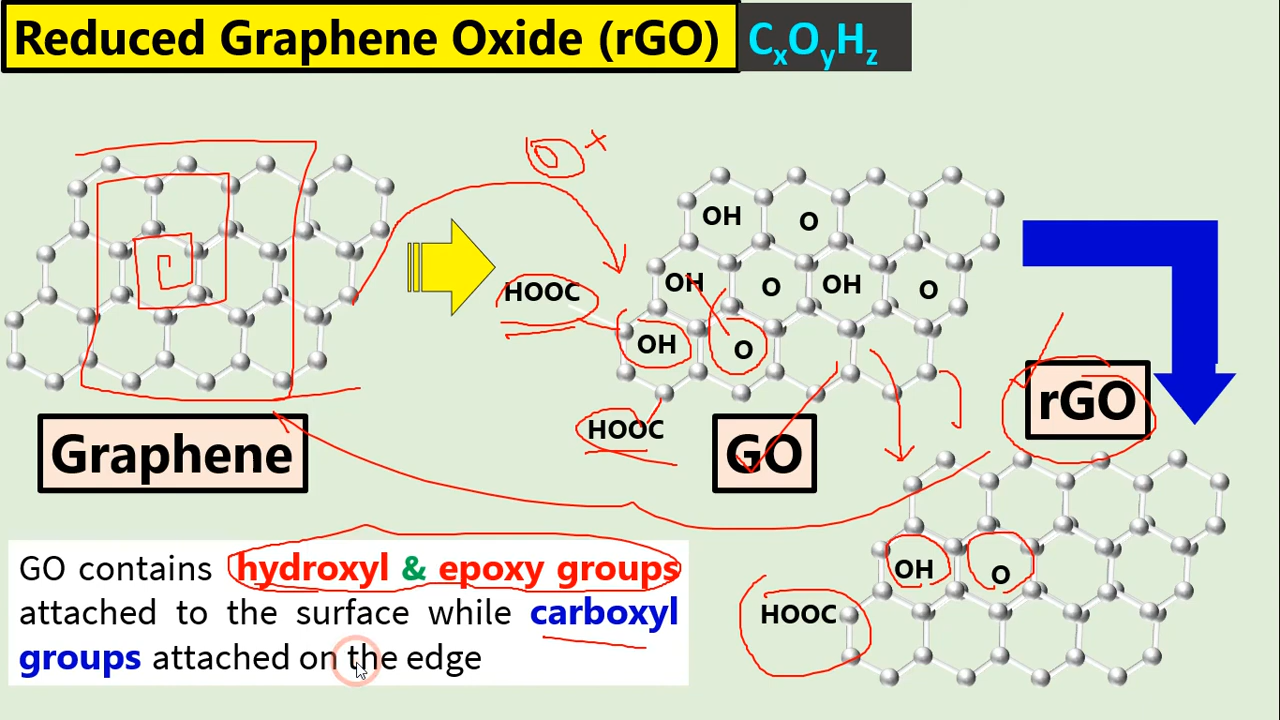 Reduced Graphene Oxide (rGO) CxOyHz
OH O
HOOC OH O OH O
OH O
HOOC
Graphene GO rGO
OH O
HOOC
GO contains hydroxyl & epoxy groups
attached to the surface while carboxyl
groups attached on the edge